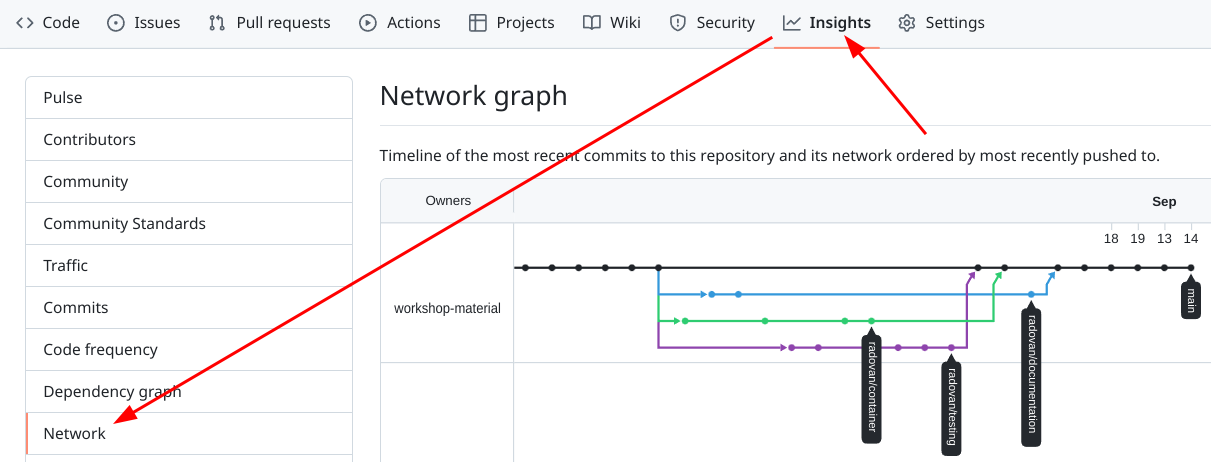 Code Issues Pull requests Actions Projects Wiki Security Insights Settings
Pulse
Contributors
Community
Community Standards
Traffic
Commits
Code frequency
Dependency graph
Network
Network graph
Timeline of the most recent commits to this repository and its network ordered by most recently pushed to.
Owners
Sep
18 19 13 14
workshop-material
main
radovan/documentation
radovan/container
radovan/testing